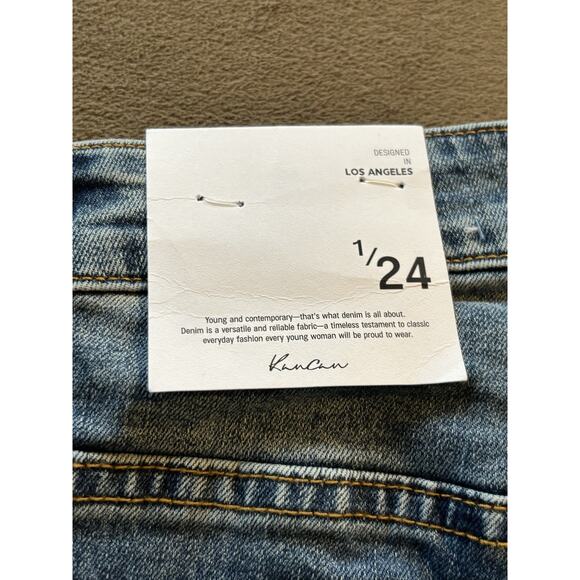 DESIGNED
IN
LOS ANGELES
1/24
Young and contemporary—that's what denim is all about.
Denim is a versatile and reliable fabric—a timeless testament to classic
everyday fashion every young woman will be proud to wear.
KanCan